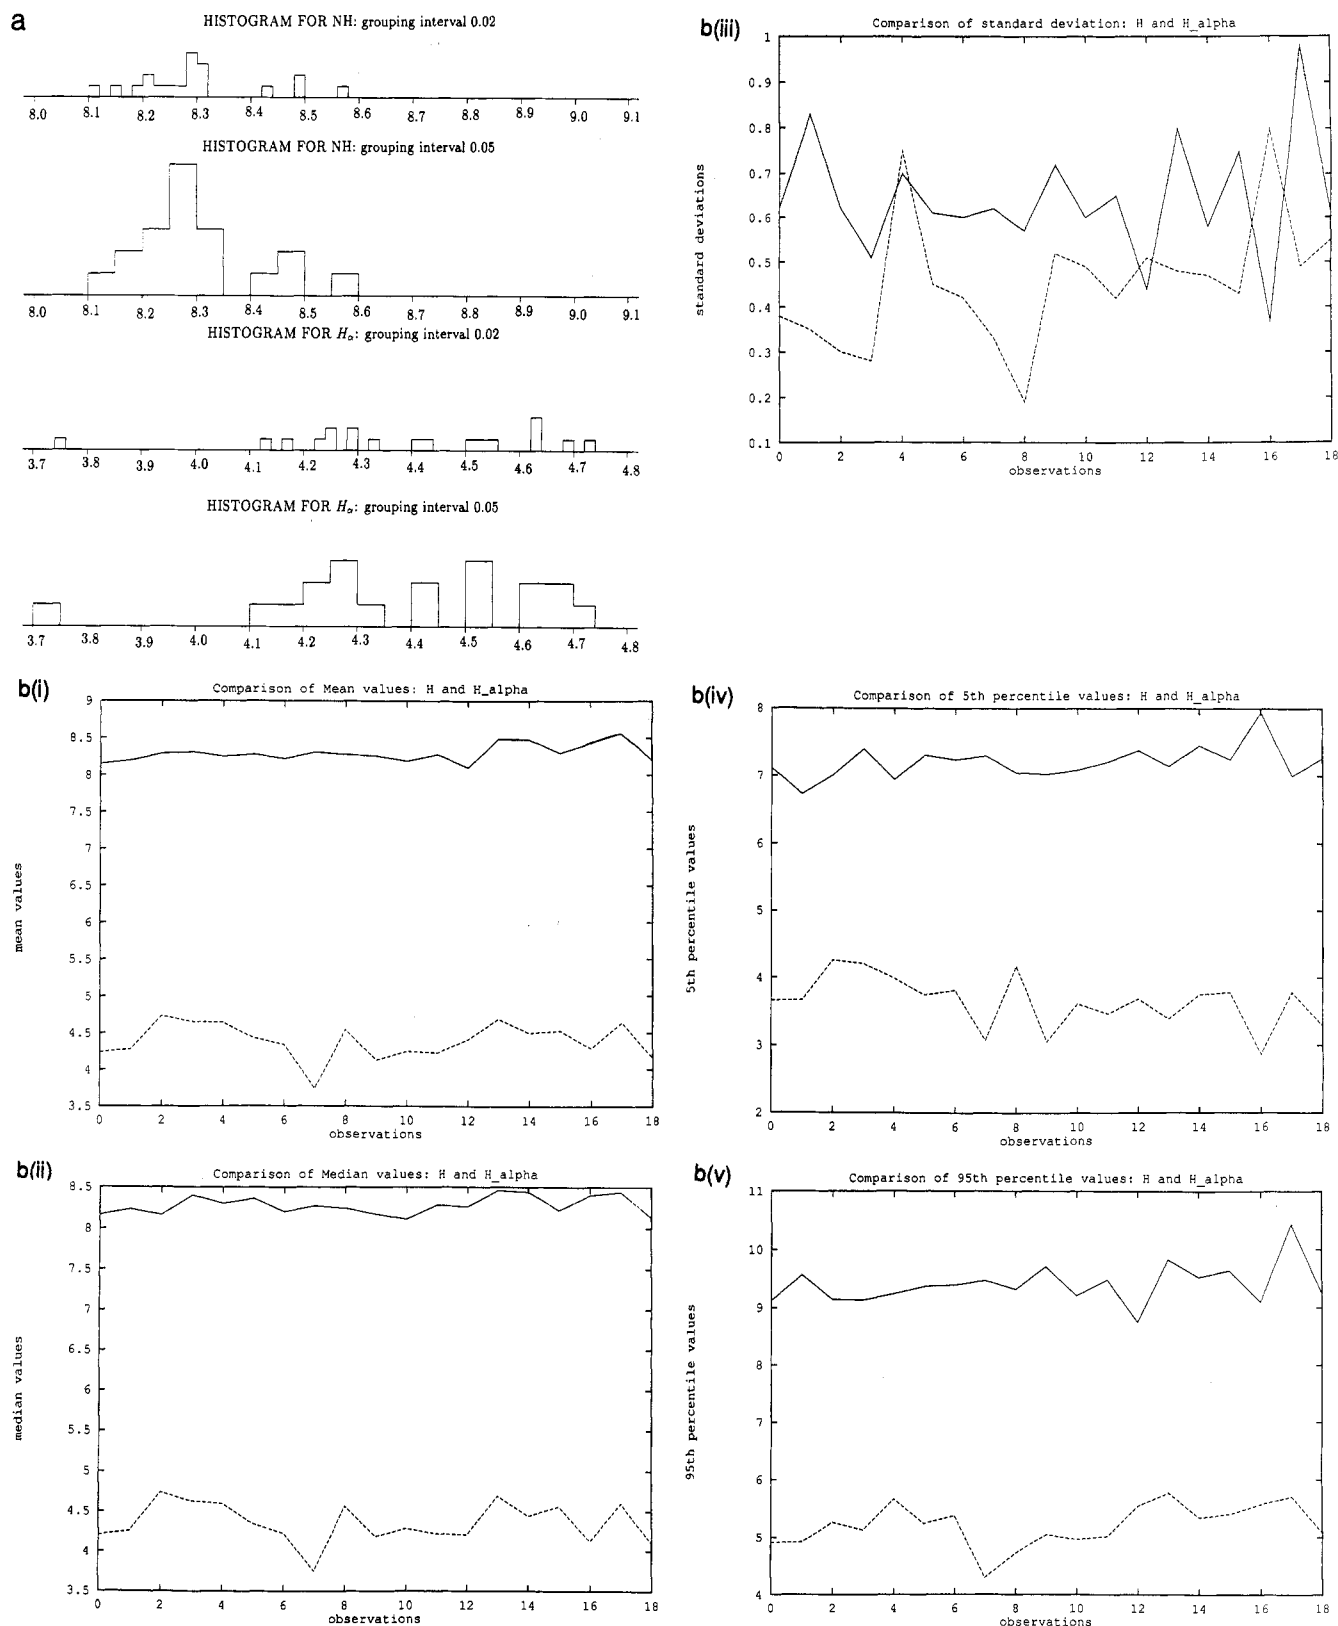 a
HISTOGRAM FOR NH: grouping interval 0.02
8.0 8.1 8.2 8.3 8.4 8.5 8.6 8.7 8.8 8.9 9.0 9.1
HISTOGRAM FOR NH: grouping interval 0.05
8.0 8.1 8.2 8.3 8.4 8.5 8.6 8.7 8.8 8.9 9.0 9.1
HISTOGRAM FOR Hα: grouping interval 0.02
3.7 3.8 3.9 4.0 4.1 4.2 4.3 4.4 4.5 4.6 4.7 4.8
HISTOGRAM FOR Hα: grouping interval 0.05
3.7 3.8 3.9 4.0 4.1 4.2 4.3 4.4 4.5 4.6 4.7 4.8
b(iii)
Comparison of standard deviation: H and H_alpha
1
0.9
0.8
0.7
0.6
0.5
0.4
0.3
0.2
0.1
standard deviations
0 2 4 6 8 10 12 14 16 18
observations
b(i)
Comparison of Mean values: H and H_alpha
9
8.5
8
7.5
7
6.5
6
5.5
5
4.5
4
3.5
mean values
0 2 4 6 8 10 12 14 16 18
observations
b(iv)
Comparison of 5th percentile values: H and H_alpha
8
7
6
5
4
3
2
5th percentile values
0 2 4 6 8 10 12 14 16 18
observations
b(ii)
Comparison of Median values: H and H_alpha
8.5
8
7.5
7
6.5
6
5.5
5
4.5
4
3.5
median values
0 2 4 6 8 10 12 14 16 18
observations
b(v)
Comparison of 95th percentile values: H and H_alpha
11
10
9
8
7
6
5
4
95th percentile values
0 2 4 6 8 10 12 14 16 18
observations